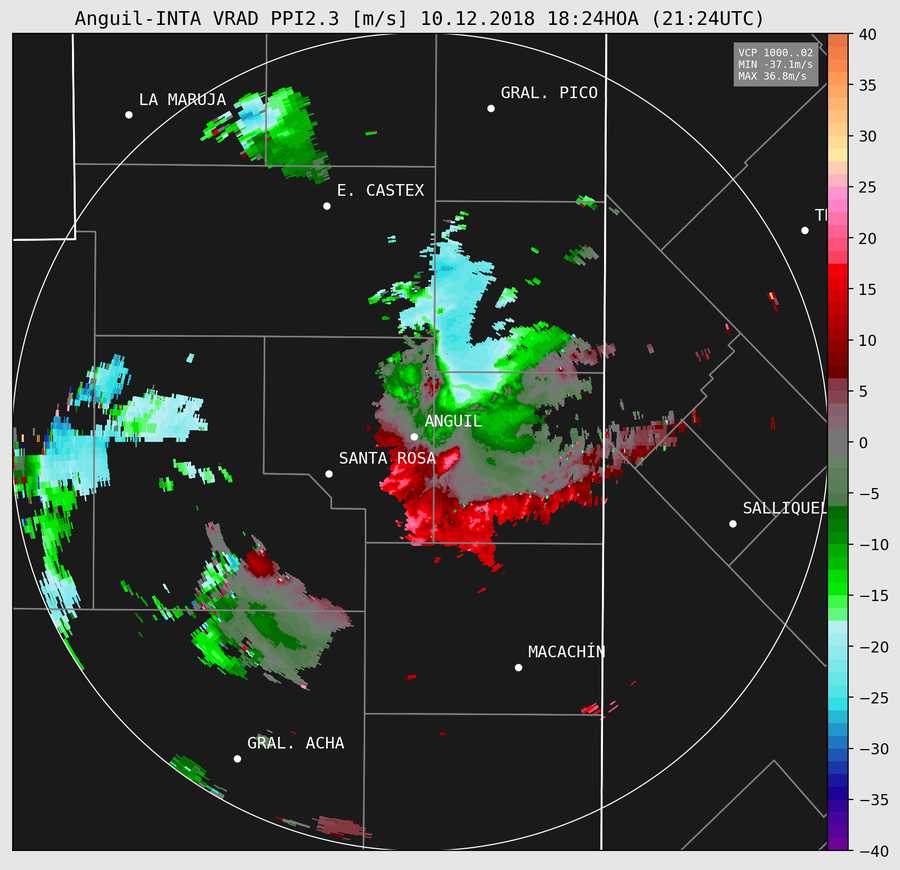 Anguil-INTA VRAD PPI2.3 [m/s] 10.12.2018 18:24HOA (21:24UTC)
VCP 1000..02
MIN -37.1m/s
MAX 36.8m/s
LA MARUJA
GRAL. PICO
E. CASTEX
ANGUIL
SANTA ROSA
SALLIQUEL
MACACHÍN
GRAL. ACHA
40
35
30
25
20
15
10
5
0
−5
−10
−15
−20
−25
−30
−35
−40